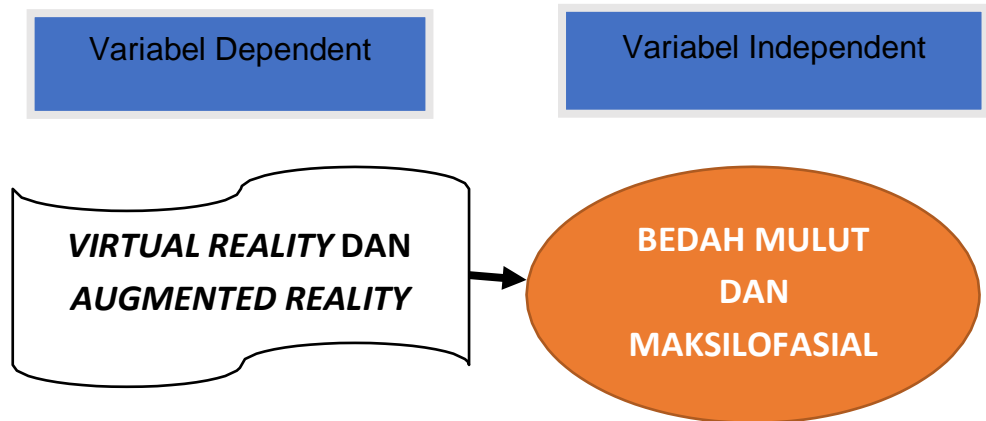 Variabel Dependent
Variabel Independent
VIRTUAL REALITY DAN
AUGMENTED REALITY
BEDAH MULUT
DAN
MAKSILOFASIAL